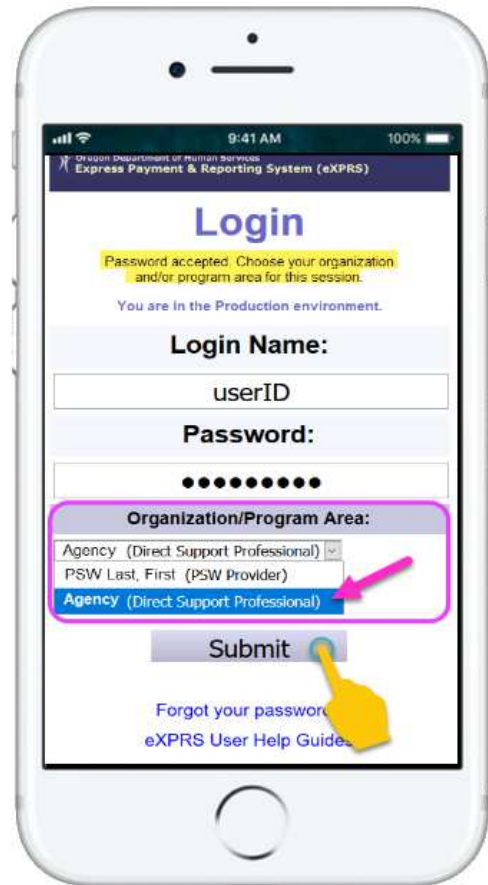 9:41 AM 100%
Oregon Department of Human Services
Express Payment & Reporting System (eXPRS)
Login
Password accepted. Choose your organization
and/or program area for this session.
You are in the Production environment.
Login Name:
userID
Password:
Organization/Program Area:
Agency (Direct Support Professional)
PSW Last, First (PSW Provider)
Agency (Direct Support Professional)
Submit
Forgot your password
eXPRS User Help Guides